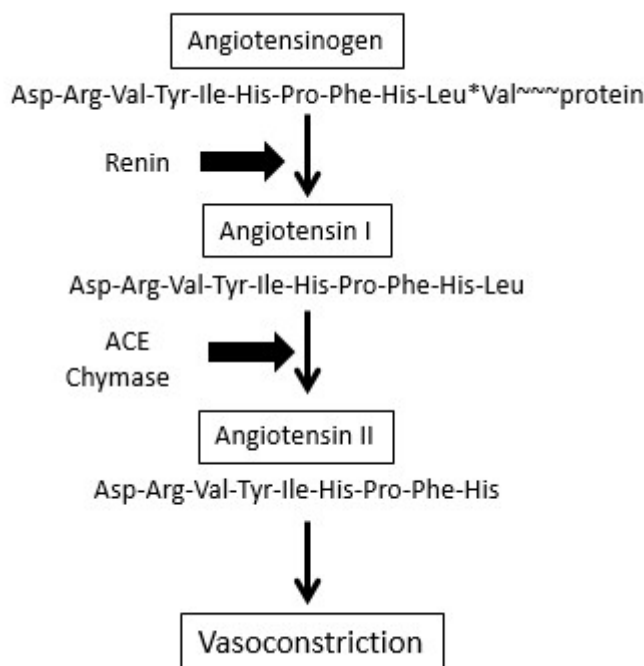 Angiotensinogen
Asp-Arg-Val-Tyr-Ile-His-Pro-Phe-His-Leu*Val~~~protein
Renin
Angiotensin I
Asp-Arg-Val-Tyr-Ile-His-Pro-Phe-His-Leu
ACE
Chymase
Angiotensin II
Asp-Arg-Val-Tyr-Ile-His-Pro-Phe-His
Vasoconstriction